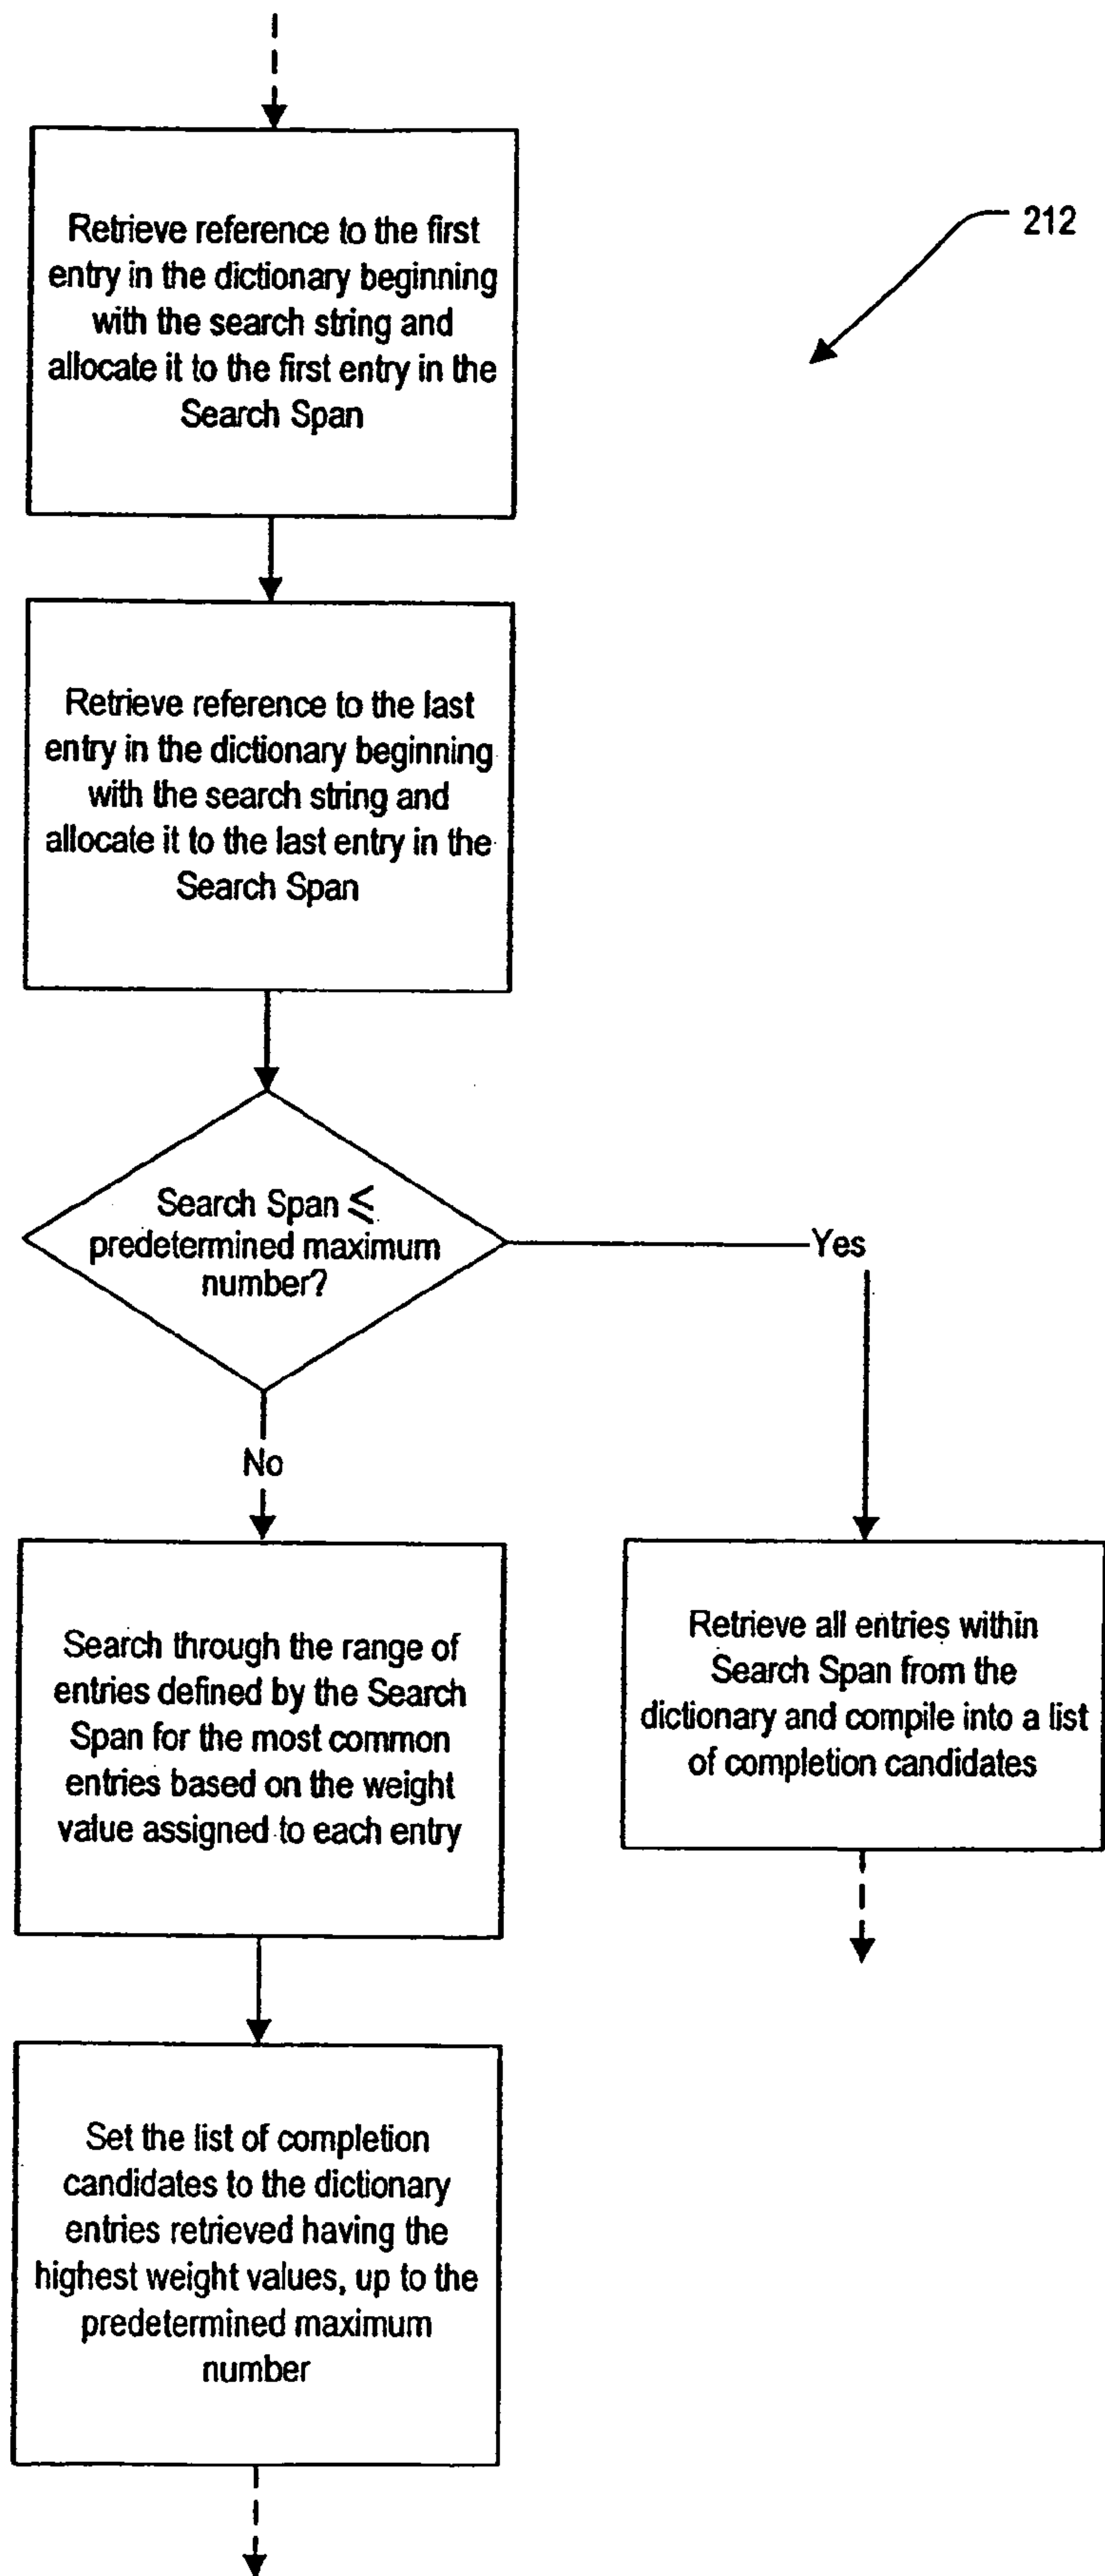 212
Retrieve reference to the first
entry in the dictionary beginning
with the search string and
allocate it to the first entry in the
Search Span
Retrieve reference to the last
entry in the dictionary beginning
with the search string and
allocate it to the last entry in the
Search Span
Search Span ≤
predetermined maximum
number?
Yes
No
Search through the range of
entries defined by the Search
Span for the most common
entries based on the weight
value assigned to each entry
Retrieve all entries within
Search Span from the
dictionary and compile into a list
of completion candidates
Set the list of completion
candidates to the dictionary
entries retrieved having the
highest weight values, up to the
predetermined maximum
number